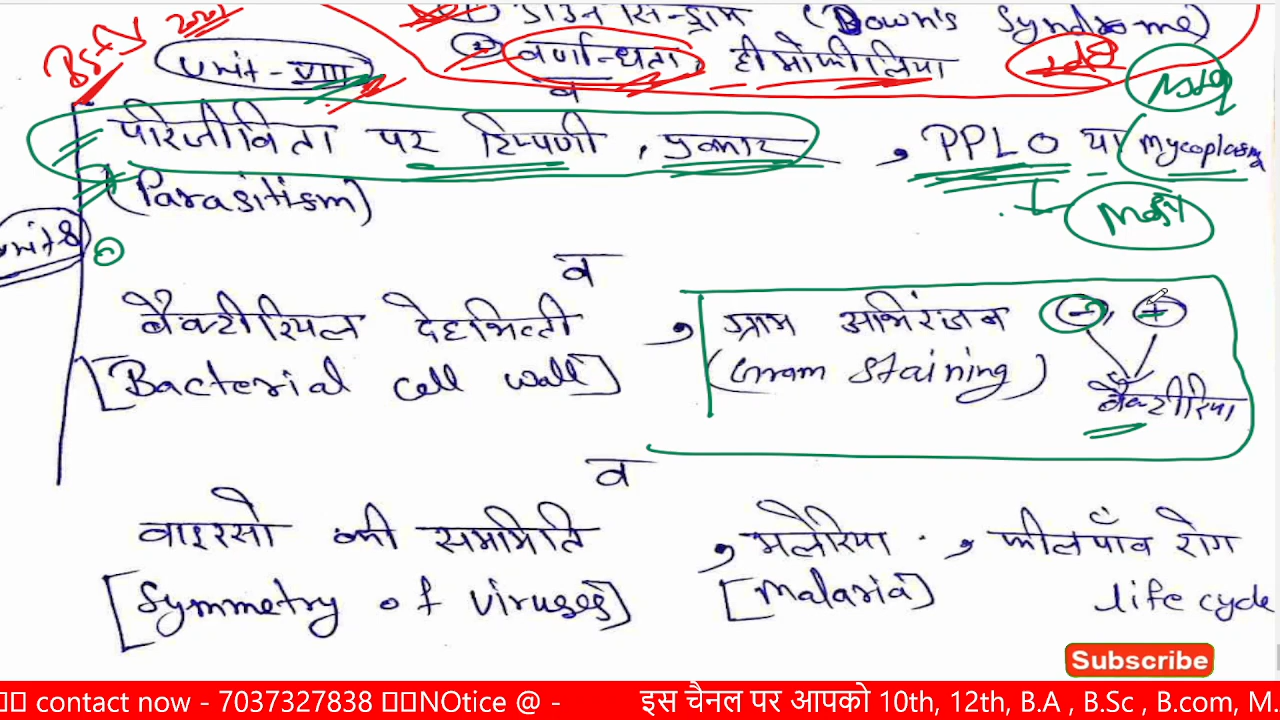 डाउन सिन्ड्रोम (Down's Syndrome)
② वर्णान्धता, हीमोफीलिया
2021
Unit-VIII
व
परिजीविता पर टिप्पणी, प्रकार, PPLO या Mycoplasma
(Parasitism)
Unit 8
व
बैक्टीरियल देहभित्ती, ग्राम अभिरंजन -, +
[Bacterial cell wall] (Gram Staining)
बैक्टीरिया
व
वाइरसो की सममिति, मलेरिया, फीलपाँव रोग
[Symmetry of viruses] [Malaria] life cycle
Subscribe
contact now - 7037327838 NOtice @ - इस चैनल पर आपको 10th, 12th, B.A , B.Sc , B.com, M.